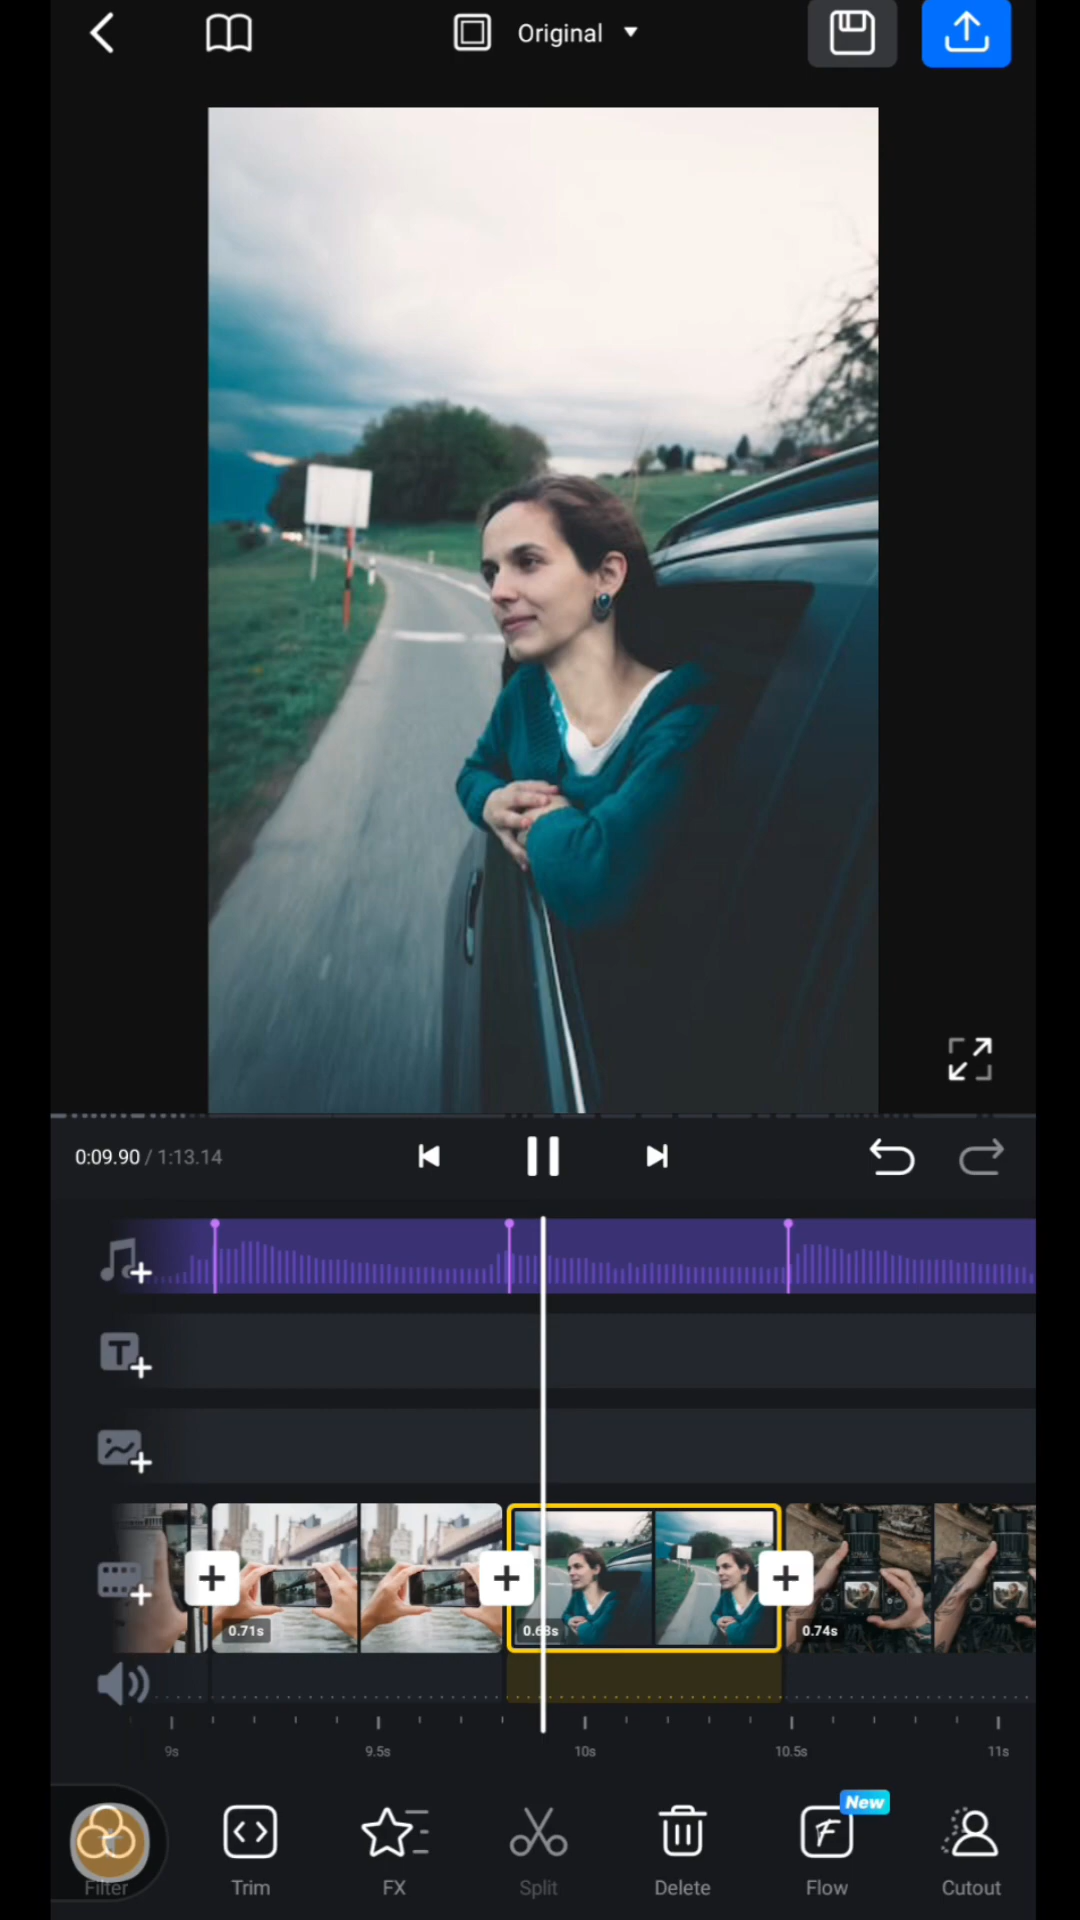 Original
0:09.90 / 1:13.14
0.71s
0.68s
0.74s
9s
9.5s
10s
10.5s
11s
New
Filter
Trim
FX
Split
Delete
Flow
Cutout